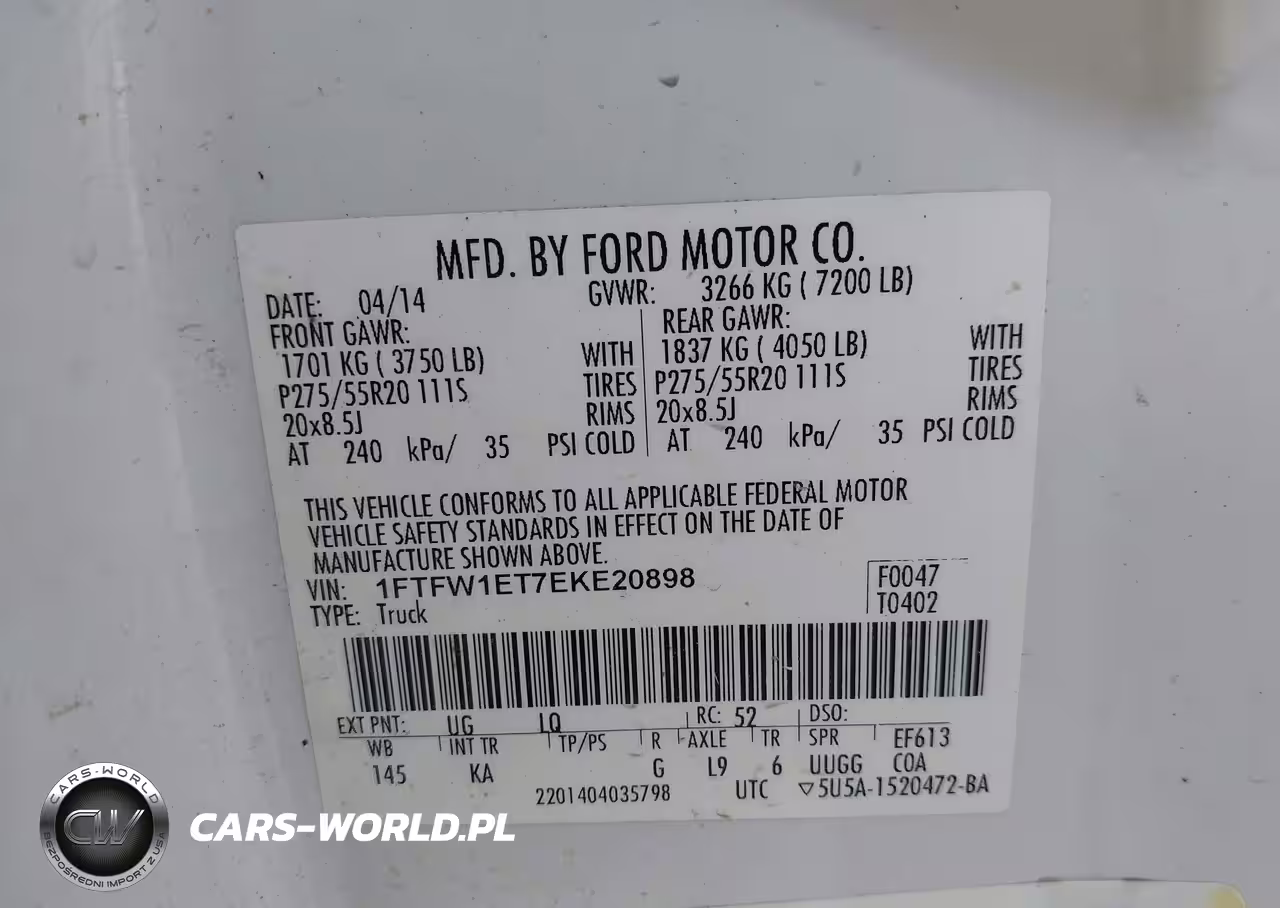 MFD. BY FORD MOTOR CO.
DATE: 04/14 GVWR: 3266 KG ( 7200 LB)
FRONT GAWR: REAR GAWR:
1701 KG ( 3750 LB) WITH 1837 KG ( 4050 LB) WITH
P275/55R20 111S TIRES P275/55R20 111S TIRES
20x8.5J RIMS 20x8.5J RIMS
AT 240 kPa/ 35 PSI COLD AT 240 kPa/ 35 PSI COLD
THIS VEHICLE CONFORMS TO ALL APPLICABLE FEDERAL MOTOR
VEHICLE SAFETY STANDARDS IN EFFECT ON THE DATE OF
MANUFACTURE SHOWN ABOVE.
VIN: 1FTFW1ET7EKE20898 F0047
TYPE: Truck T0402
EXT PNT: UG LQ RC: 52 DSO:
WB INT TR TP/PS R AXLE TR SPR EF613
145 KA G L9 6 UUGG COA
2201404035798 UTC ▽5U5A-1520472-BA
CARS-WORLD
CW
BEZPOŚREDNI IMPORT Z USA
CARS-WORLD.PL